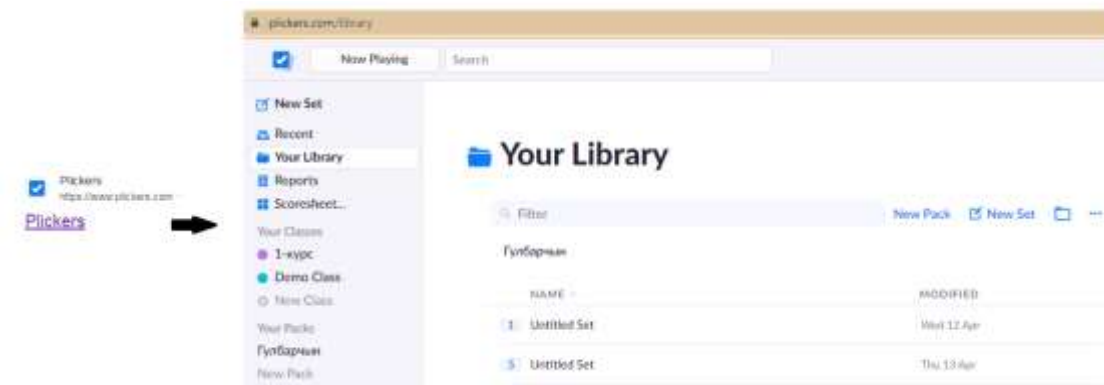 Plickers
https://www.plickers.com
Plickers
plickers.com/library
Now Playing
Search
New Set
Recent
Your Library
Reports
Scoresheet...
Your Classes
1-курс
Demo Class
New Class
Your Packs
Гулбарчын
New Pack
Your Library
Filter
New Pack
New Set
Гулбарчын
NAME
MODIFIED
1 Untitled Set
Wed 12 Apr
5 Untitled Set
Thu 13 Apr